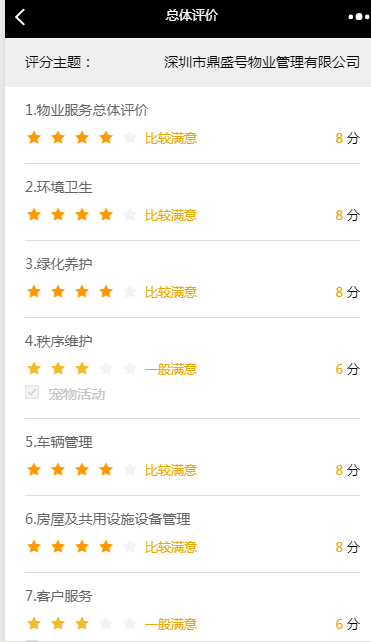 总体评价
评分主题： 深圳市鼎盛号物业管理有限公司
1.物业服务总体评价
比较满意 8 分
2.环境卫生
比较满意 8 分
3.绿化养护
比较满意 8 分
4.秩序维护
一般满意 6 分
宠物活动
5.车辆管理
比较满意 8 分
6.房屋及共用设施设备管理
比较满意 8 分
7.客户服务
一般满意 6 分